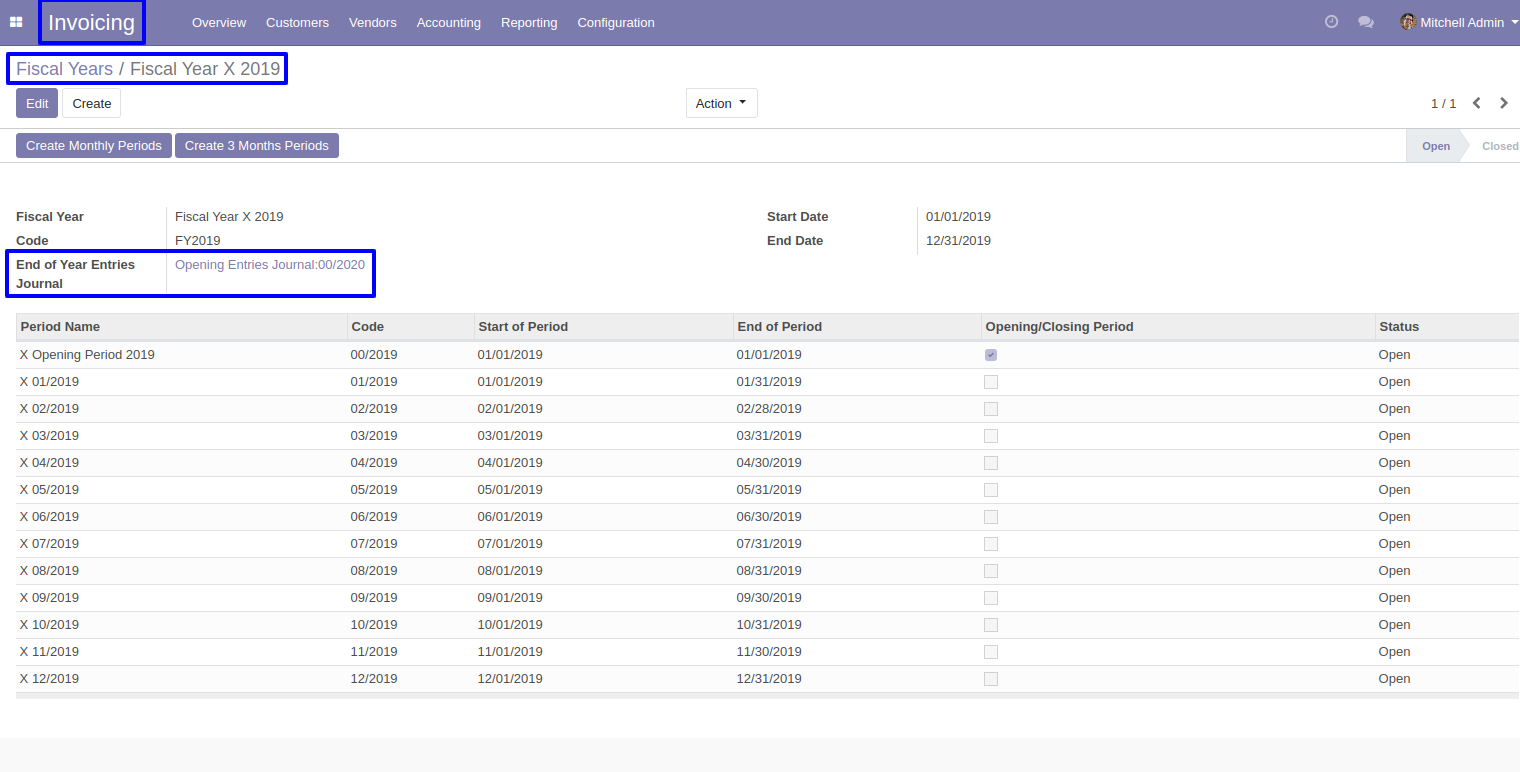 Invoicing Overview Customers Vendors Accounting Reporting Configuration Mitchell Admin
Fiscal Years / Fiscal Year X 2019
Edit Create Action 1 / 1
Create Monthly Periods Create 3 Months Periods Open Closed
Fiscal Year Fiscal Year X 2019 Start Date 01/01/2019
Code FY2019 End Date 12/31/2019
End of Year Entries Opening Entries Journal:00/2020
Journal
Period Name Code Start of Period End of Period Opening/Closing Period Status
X Opening Period 2019 00/2019 01/01/2019 01/01/2019 Open
X 01/2019 01/2019 01/01/2019 01/31/2019 Open
X 02/2019 02/2019 02/01/2019 02/28/2019 Open
X 03/2019 03/2019 03/01/2019 03/31/2019 Open
X 04/2019 04/2019 04/01/2019 04/30/2019 Open
X 05/2019 05/2019 05/01/2019 05/31/2019 Open
X 06/2019 06/2019 06/01/2019 06/30/2019 Open
X 07/2019 07/2019 07/01/2019 07/31/2019 Open
X 08/2019 08/2019 08/01/2019 08/31/2019 Open
X 09/2019 09/2019 09/01/2019 09/30/2019 Open
X 10/2019 10/2019 10/01/2019 10/31/2019 Open
X 11/2019 11/2019 11/01/2019 11/30/2019 Open
X 12/2019 12/2019 12/01/2019 12/31/2019 Open